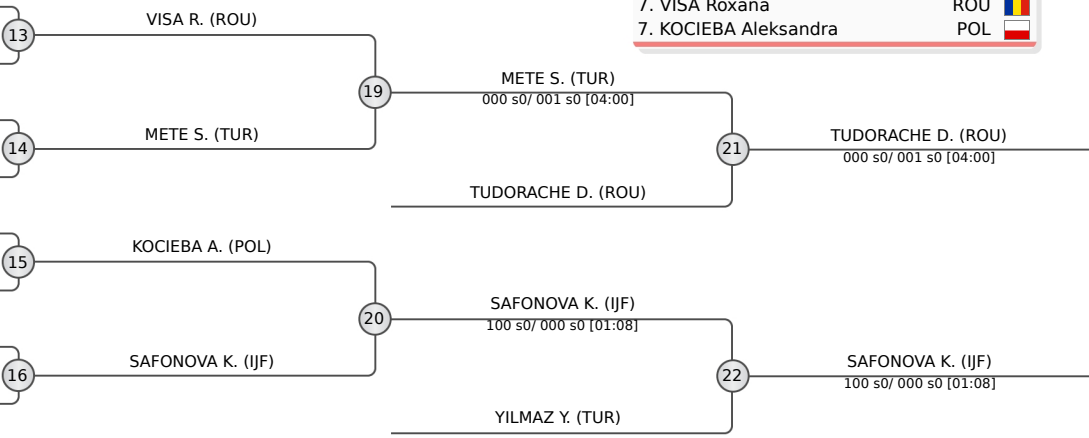 7. VISA Roxana ROU
7. KOCIEBA Aleksandra POL
VISA R. (ROU)
13
19
METE S. (TUR)
000 s0/ 001 s0 [04:00]
METE S. (TUR)
14
21
TUDORACHE D. (ROU)
000 s0/ 001 s0 [04:00]
TUDORACHE D. (ROU)
KOCIEBA A. (POL)
15
20
SAFONOVA K. (IJF)
100 s0/ 000 s0 [01:08]
SAFONOVA K. (IJF)
16
22
SAFONOVA K. (IJF)
100 s0/ 000 s0 [01:08]
YILMAZ Y. (TUR)